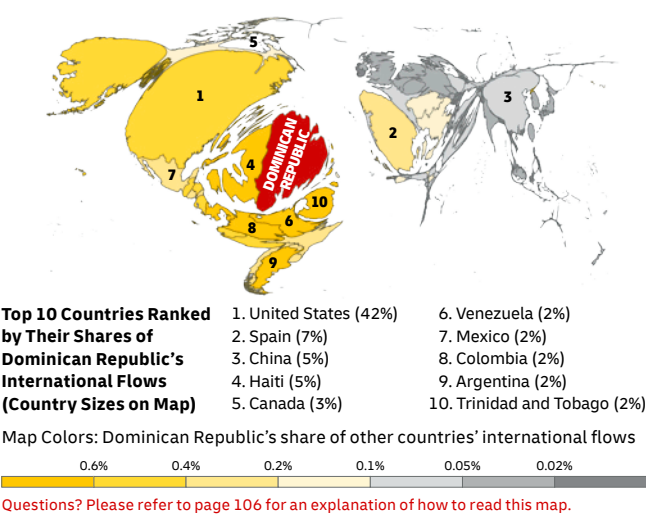 5
1
3
DOMINICAN
REPUBLIC
2
4
7
10
6
8
9
Top 10 Countries Ranked
by Their Shares of
Dominican Republic's
International Flows
(Country Sizes on Map)
1. United States (42%)
2. Spain (7%)
3. China (5%)
4. Haiti (5%)
5. Canada (3%)
6. Venezuela (2%)
7. Mexico (2%)
8. Colombia (2%)
9. Argentina (2%)
10. Trinidad and Tobago (2%)
Map Colors: Dominican Republic's share of other countries' international flows
0.6% 0.4% 0.2% 0.1% 0.05% 0.02%
Questions? Please refer to page 106 for an explanation of how to read this map.